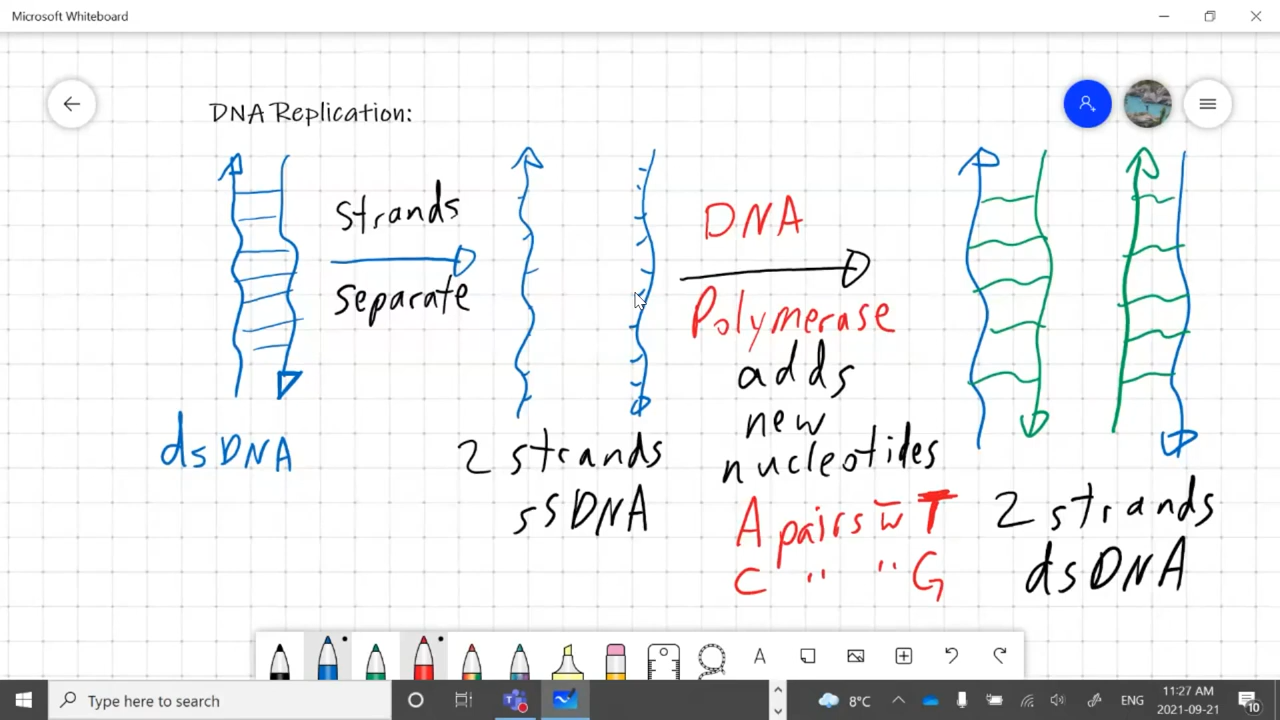 Microsoft Whiteboard
DNA Replication:
strands
separate
dsDNA
2 strands
ssDNA
DNA
Polymerase
adds
new
nucleotides
A pairs w̄ T
C " " G
2 strands
dsDNA
A
Type here to search
8°C
ENG
11:27 AM
2021-09-21
10